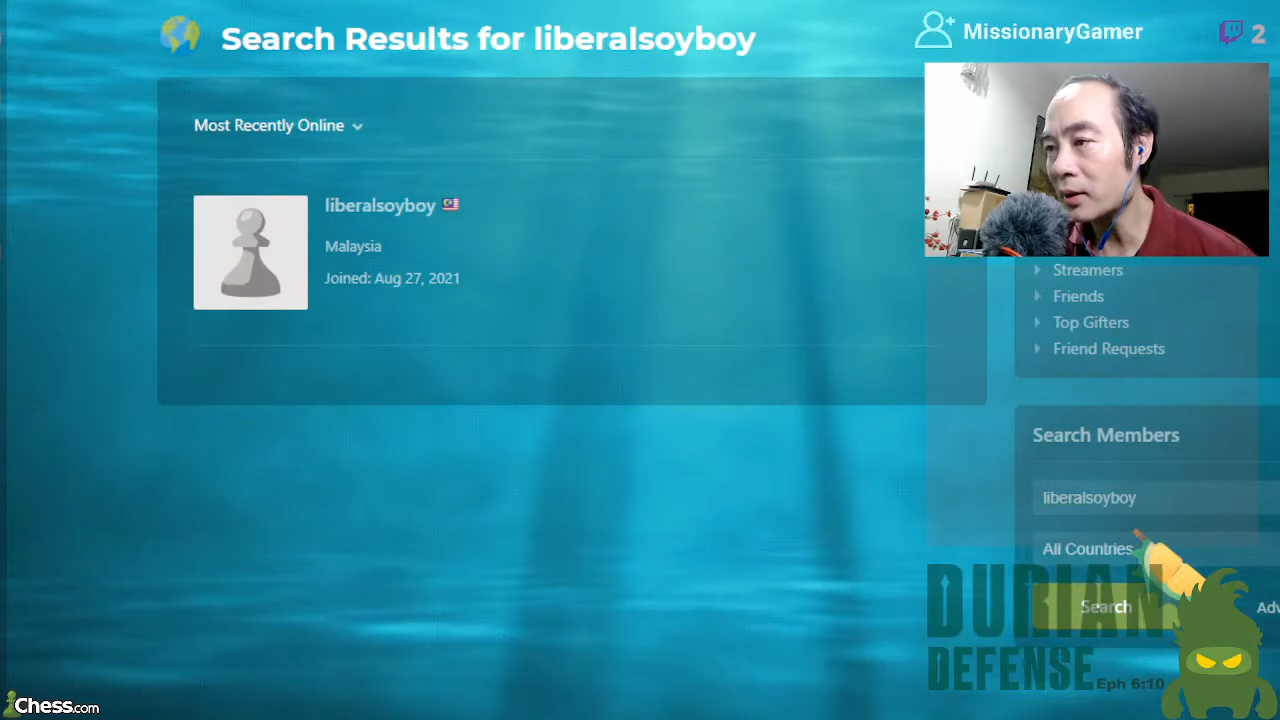 Search Results for liberalsoyboy
MissionaryGamer
2
Most Recently Online
liberalsoyboy
Malaysia
Joined: Aug 27, 2021
Streamers
Friends
Top Gifters
Friend Requests
Search Members
liberalsoyboy
All Countries
Search
Adv
DURIAN
DEFENSE
Eph 6:10
Chess.com